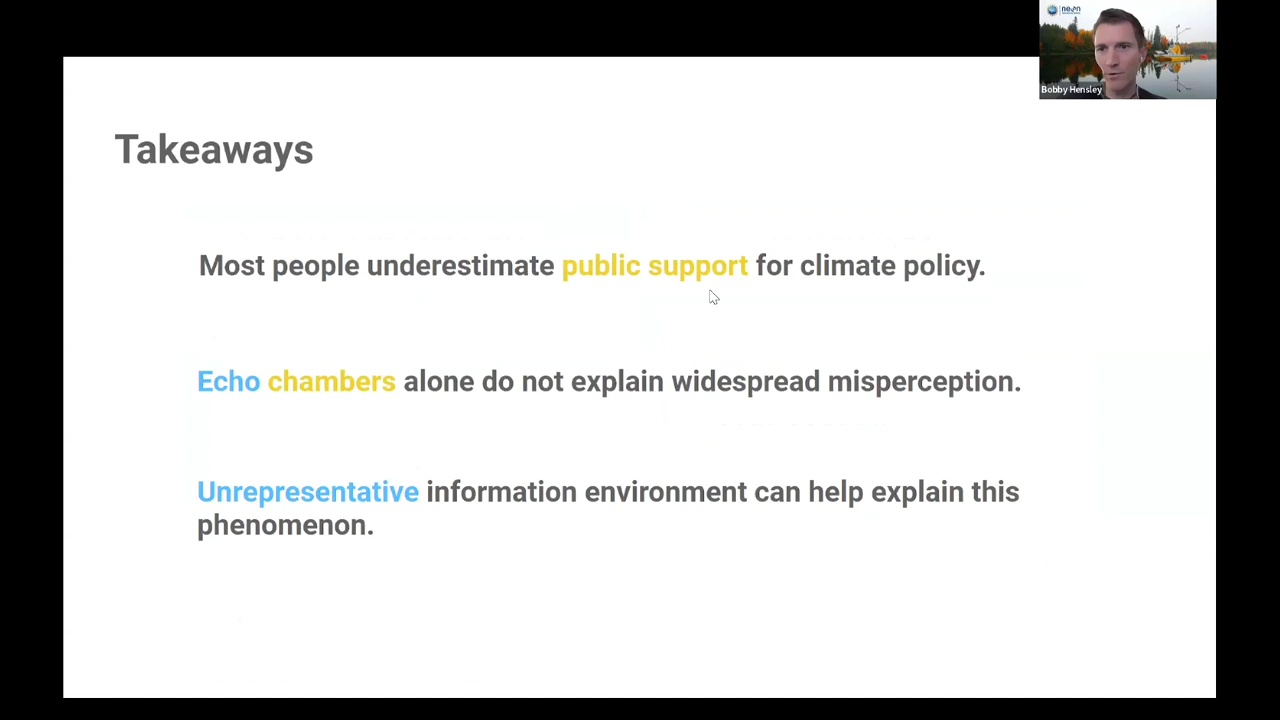 neon
Bobby Hensley
Takeaways
Most people underestimate public support for climate policy.
Echo chambers alone do not explain widespread misperception.
Unrepresentative information environment can help explain this
phenomenon.